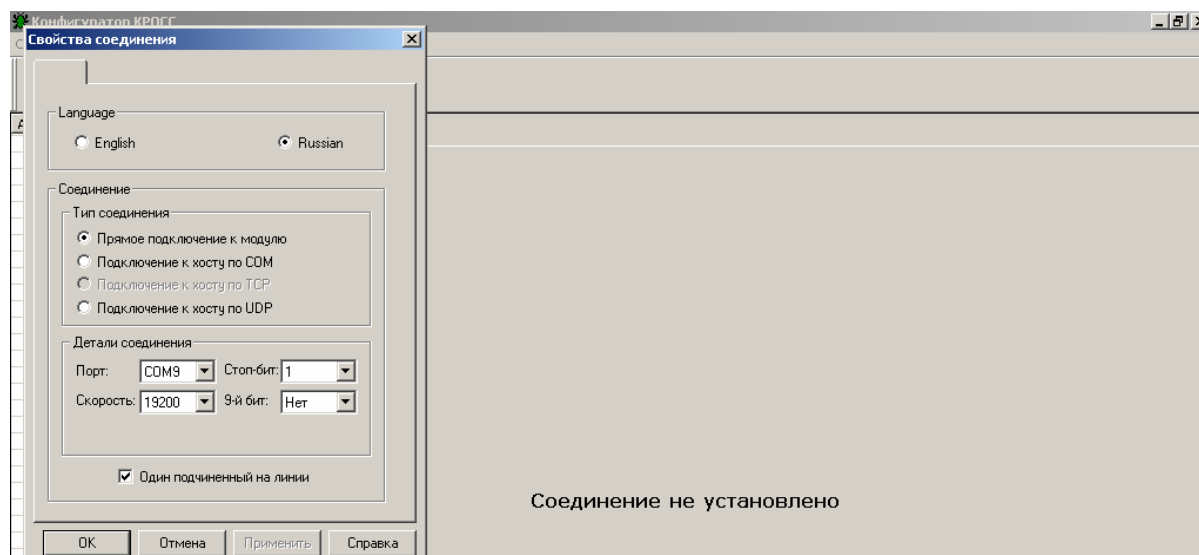 Конфигуратор КРОСС
Свойства соединения
Language
English
Russian
Соединение
Тип соединения
Прямое подключение к модулю
Подключение к хосту по COM
Подключение к хосту по TCP
Подключение к хосту по UDP
Детали соединения
Порт: COM9 Стоп-бит: 1
Скорость: 19200 9-й бит: Нет
Один подчиненный на линии
Соединение не установлено
OK Отмена Применить Справка